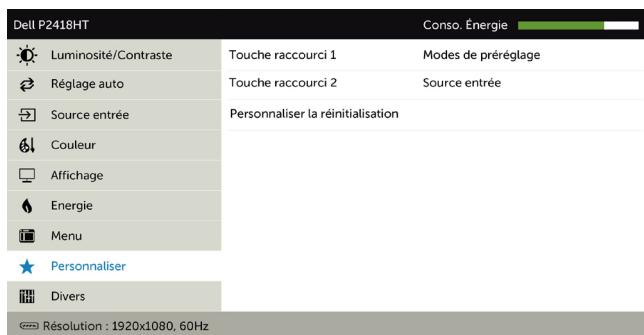 Dell P2418HT Conso. Énergie
Luminosité/Contraste Touche raccourci 1 Modes de préréglage
Réglage auto Touche raccourci 2 Source entrée
Source entrée Personnaliser la réinitialisation
Couleur
Affichage
Energie
Menu
Personnaliser
Divers
Résolution : 1920x1080, 60Hz